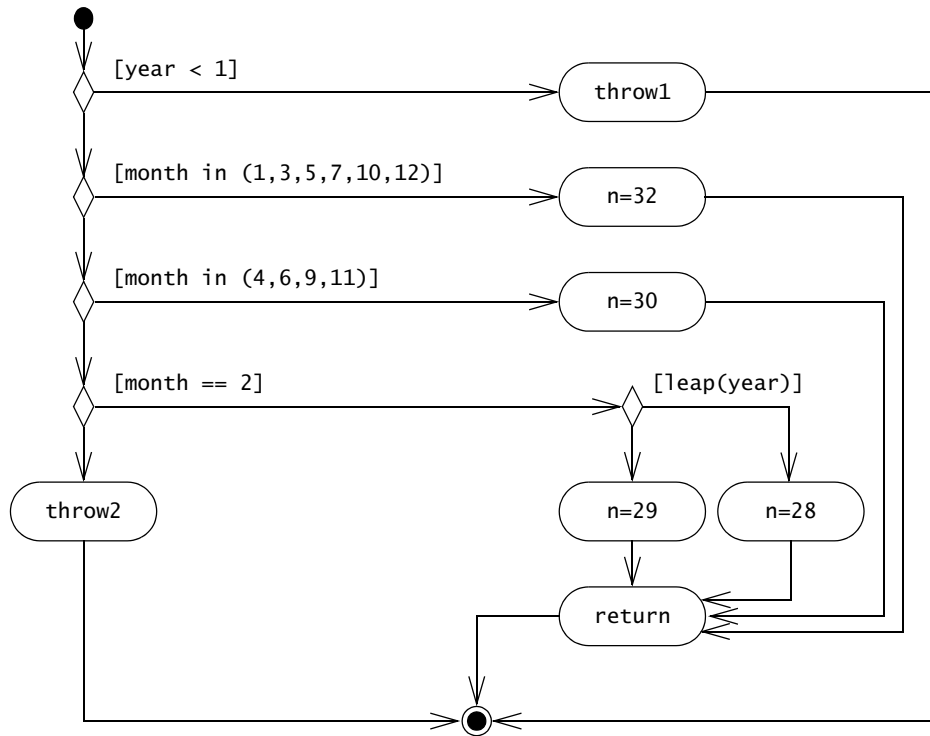 [year < 1]
throw1
[month in (1,3,5,7,10,12)]
n=32
[month in (4,6,9,11)]
n=30
[month == 2]
[leap(year)]
throw2
n=29
n=28
return